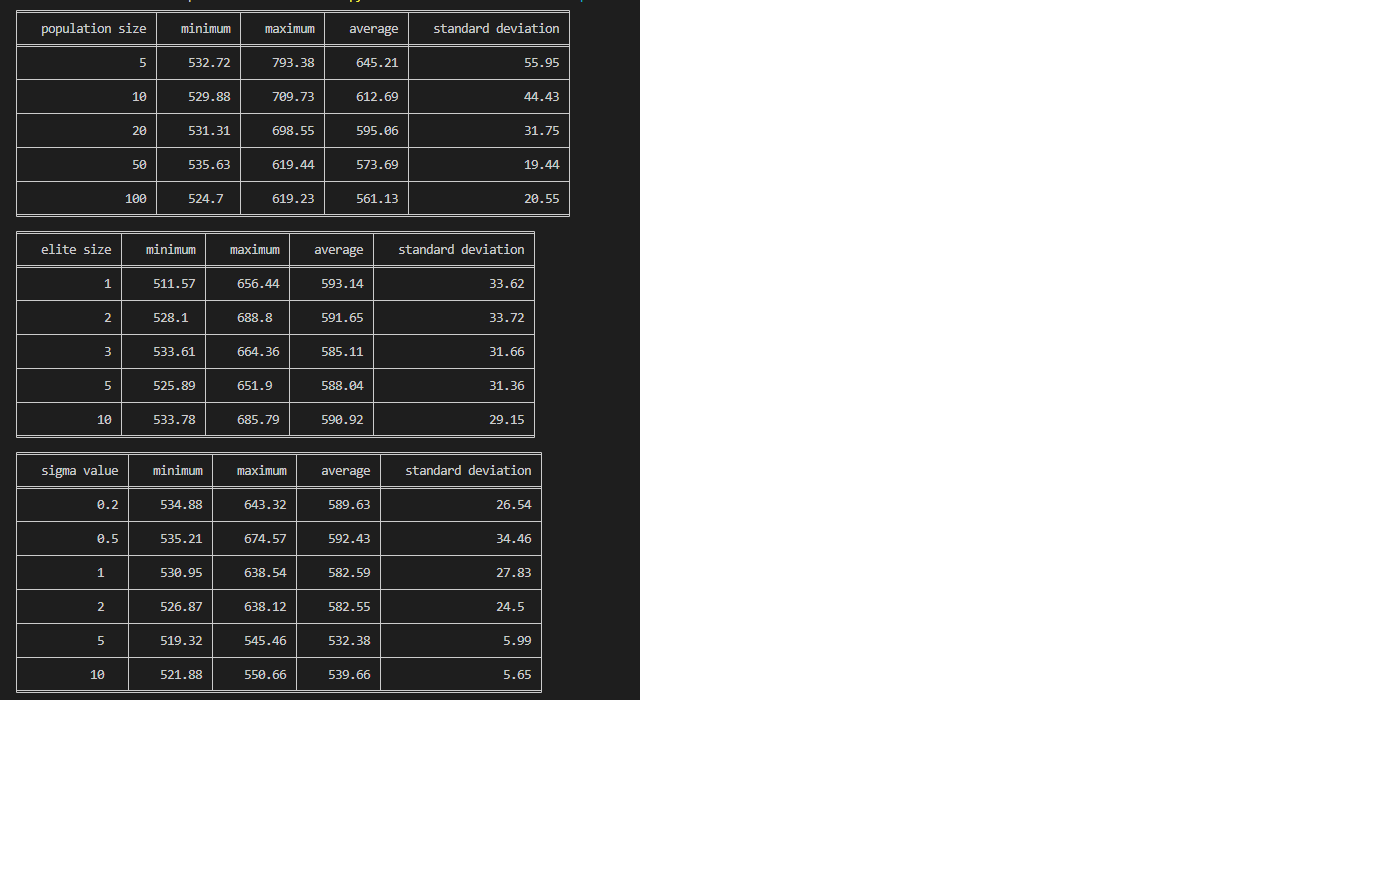 population size minimum maximum average standard deviation
5 532.72 793.38 645.21 55.95
10 529.88 709.73 612.69 44.43
20 531.31 698.55 595.06 31.75
50 535.63 619.44 573.69 19.44
100 524.7 619.23 561.13 20.55
elite size minimum maximum average standard deviation
1 511.57 656.44 593.14 33.62
2 528.1 688.8 591.65 33.72
3 533.61 664.36 585.11 31.66
5 525.89 651.9 588.04 31.36
10 533.78 685.79 590.92 29.15
sigma value minimum maximum average standard deviation
0.2 534.88 643.32 589.63 26.54
0.5 535.21 674.57 592.43 34.46
1 530.95 638.54 582.59 27.83
2 526.87 638.12 582.55 24.5
5 519.32 545.46 532.38 5.99
10 521.88 550.66 539.66 5.65